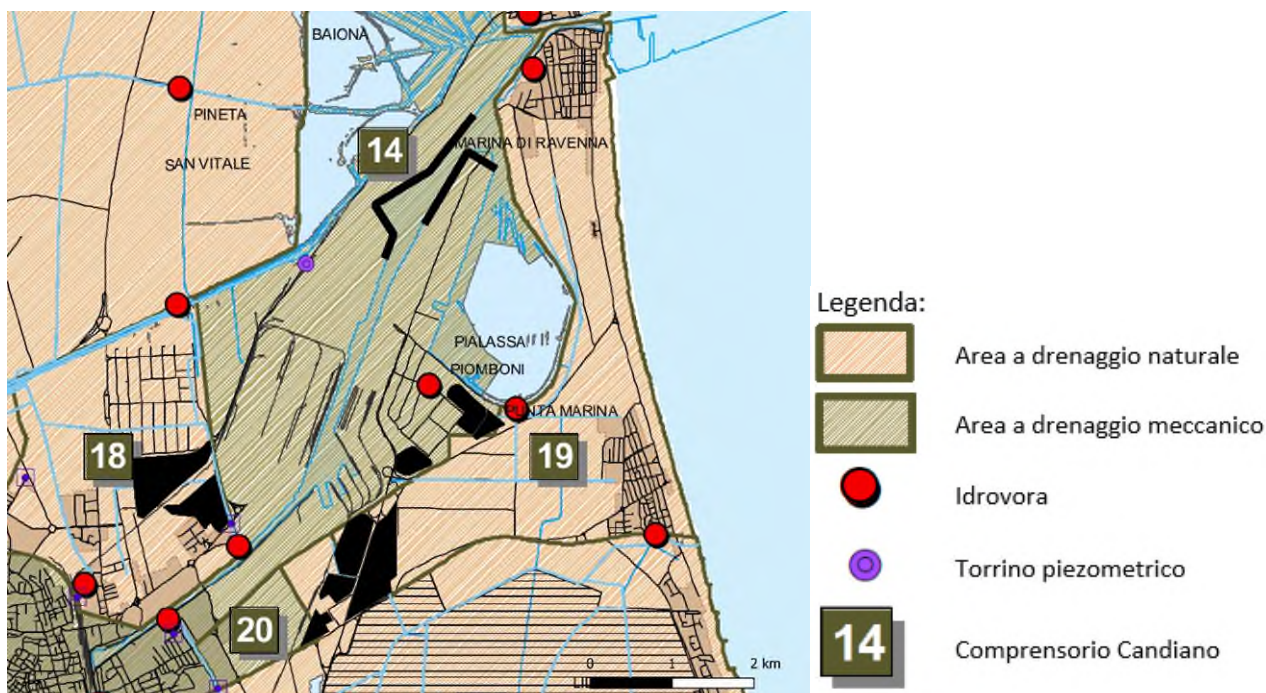 BAIONA
PINETA
14
MARINA DI RAVENNA
SAN VITALE
PIALASSA
PIOMBONI
PUNTA MARINA
18
19
20
0 1 2 km
Legenda:
Area a drenaggio naturale
Area a drenaggio meccanico
Idrovora
Torrino piezometrico
14
Comprensorio Candiano